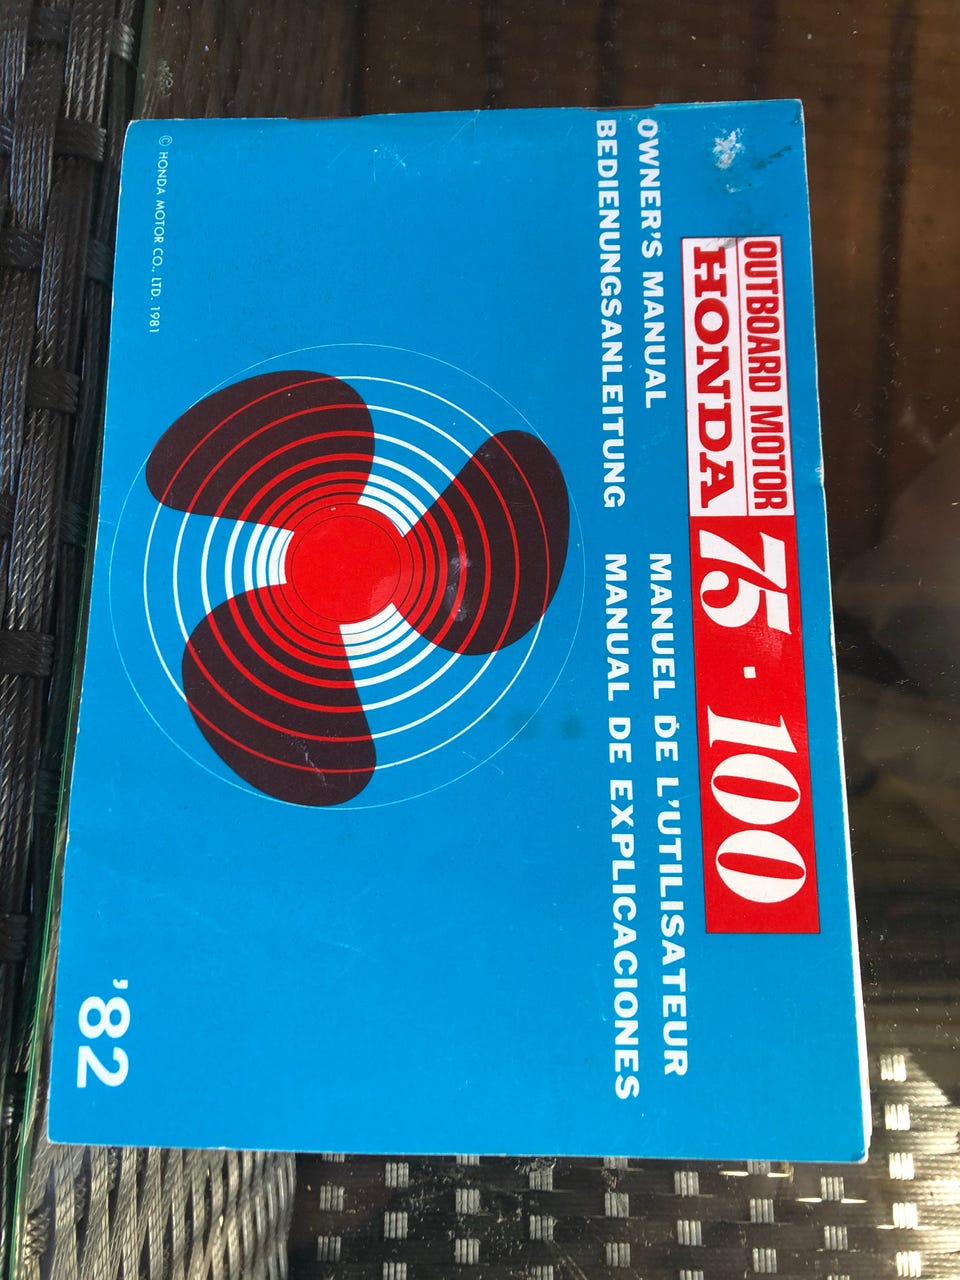 OUTBOARD MOTOR
HONDA 75 · 100
OWNER'S MANUAL
BEDIENUNGSANLEITUNG
MANUEL DE L'UTILISATEUR
MANUAL DE EXPLICACIONES
© HONDA MOTOR CO., LTD. 1981
'82